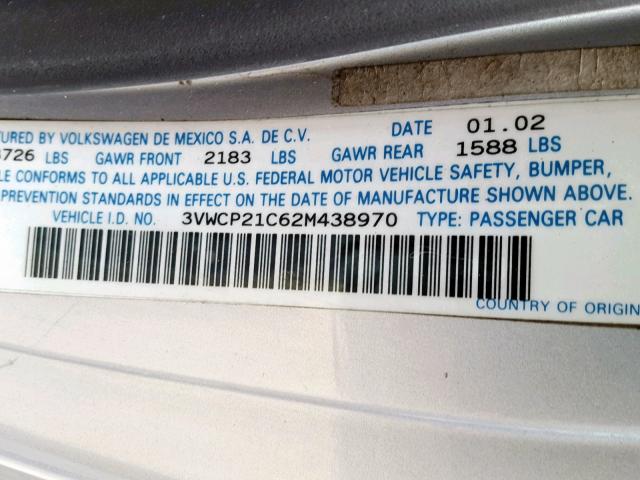 TURED BY VOLKSWAGEN DE MEXICO S.A. DE C.V. DATE 01.02
3726 LBS GAWR FRONT 2183 LBS GAWR REAR 1588 LBS
LE CONFORMS TO ALL APPLICABLE U.S. FEDERAL MOTOR VEHICLE SAFETY, BUMPER,
PREVENTION STANDARDS IN EFFECT ON THE DATE OF MANUFACTURE SHOWN ABOVE.
VEHICLE I.D. NO. 3VWCP21C62M438970 TYPE: PASSENGER CAR
COUNTRY OF ORIGIN